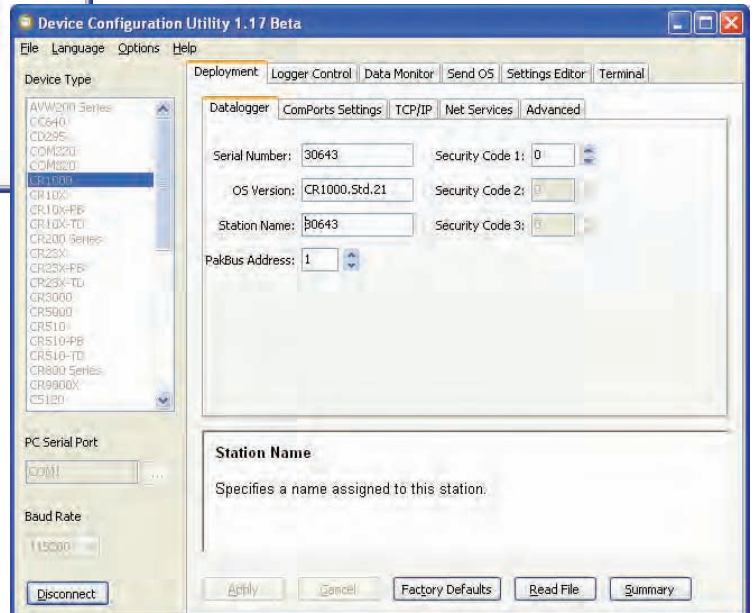 Device Configuration Utility 1.17 Beta
File Language Options Help
Device Type
AVW200 Series
CC640
CD295
COM220
COM320
CR1000
CR10X
CR10X-PB
CR10X-TD
CR200 Series
CR23X
CR23X-PB
CR23X-TD
CR3000
CR5000
CR510
CR510-PB
CR510-TD
CR800 Series
CR9000X
CS120
PC Serial Port
COM1
...
Baud Rate
115200
Disconnect
Deployment Logger Control Data Monitor Send OS Settings Editor Terminal
Datalogger ComPorts Settings TCP/IP Net Services Advanced
Serial Number: 30643 Security Code 1: 0
OS Version: CR1000.Std.21 Security Code 2: 0
Station Name: 30643 Security Code 3: 0
PakBus Address: 1
Station Name
Specifies a name assigned to this station.
Apply Cancel Factory Defaults Read File Summary